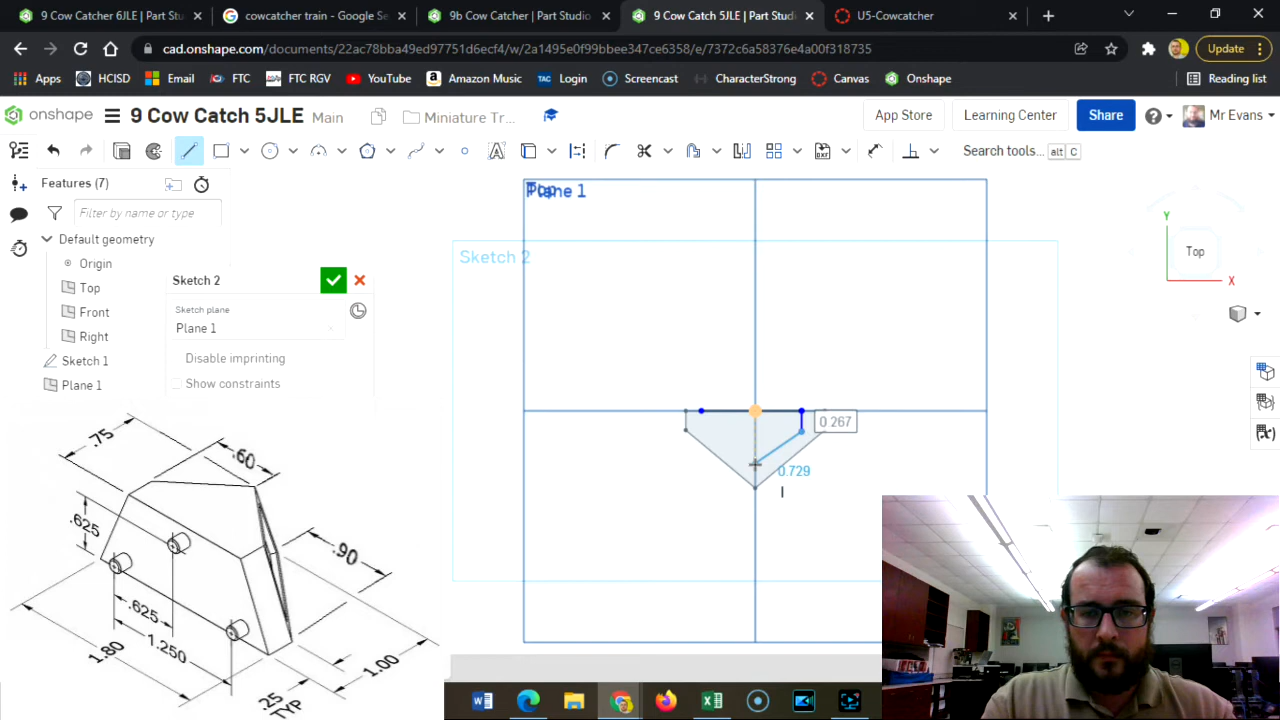 9 Cow Catcher 6JLE | Part Stu
cowcatcher train - Google Se
9b Cow Catcher | Part Studio
9 Cow Catch 5JLE | Part Studio
U5-Cowcatcher
cad.onshape.com/documents/22ac78bba49ed97751d6ecf4/w/2a1495e0f99bbee347ce6358/e/7372c6a58376e4a00f318735
Update
Apps
HCISD
Email
FTC
FTC RGV
YouTube
Amazon Music
TAC Login
Screencast
CharacterStrong
Canvas
Onshape
Reading list
onshape
9 Cow Catch 5JLE
Main
Miniature Tr...
App Store
Learning Center
Share
Mr Evans
Search tools...
alt C
Features (7)
Filter by name or type
Default geometry
Origin
Top
Front
Right
Sketch 1
Plane 1
Sketch 2
Sketch plane
Plane 1
Disable imprinting
Show constraints
Top
Plane 1
Sketch 2
0.267
0.729
Y
Top
X
.75
.60
.625
.90
.625
1.250
1.80
1.00
.25
TYP